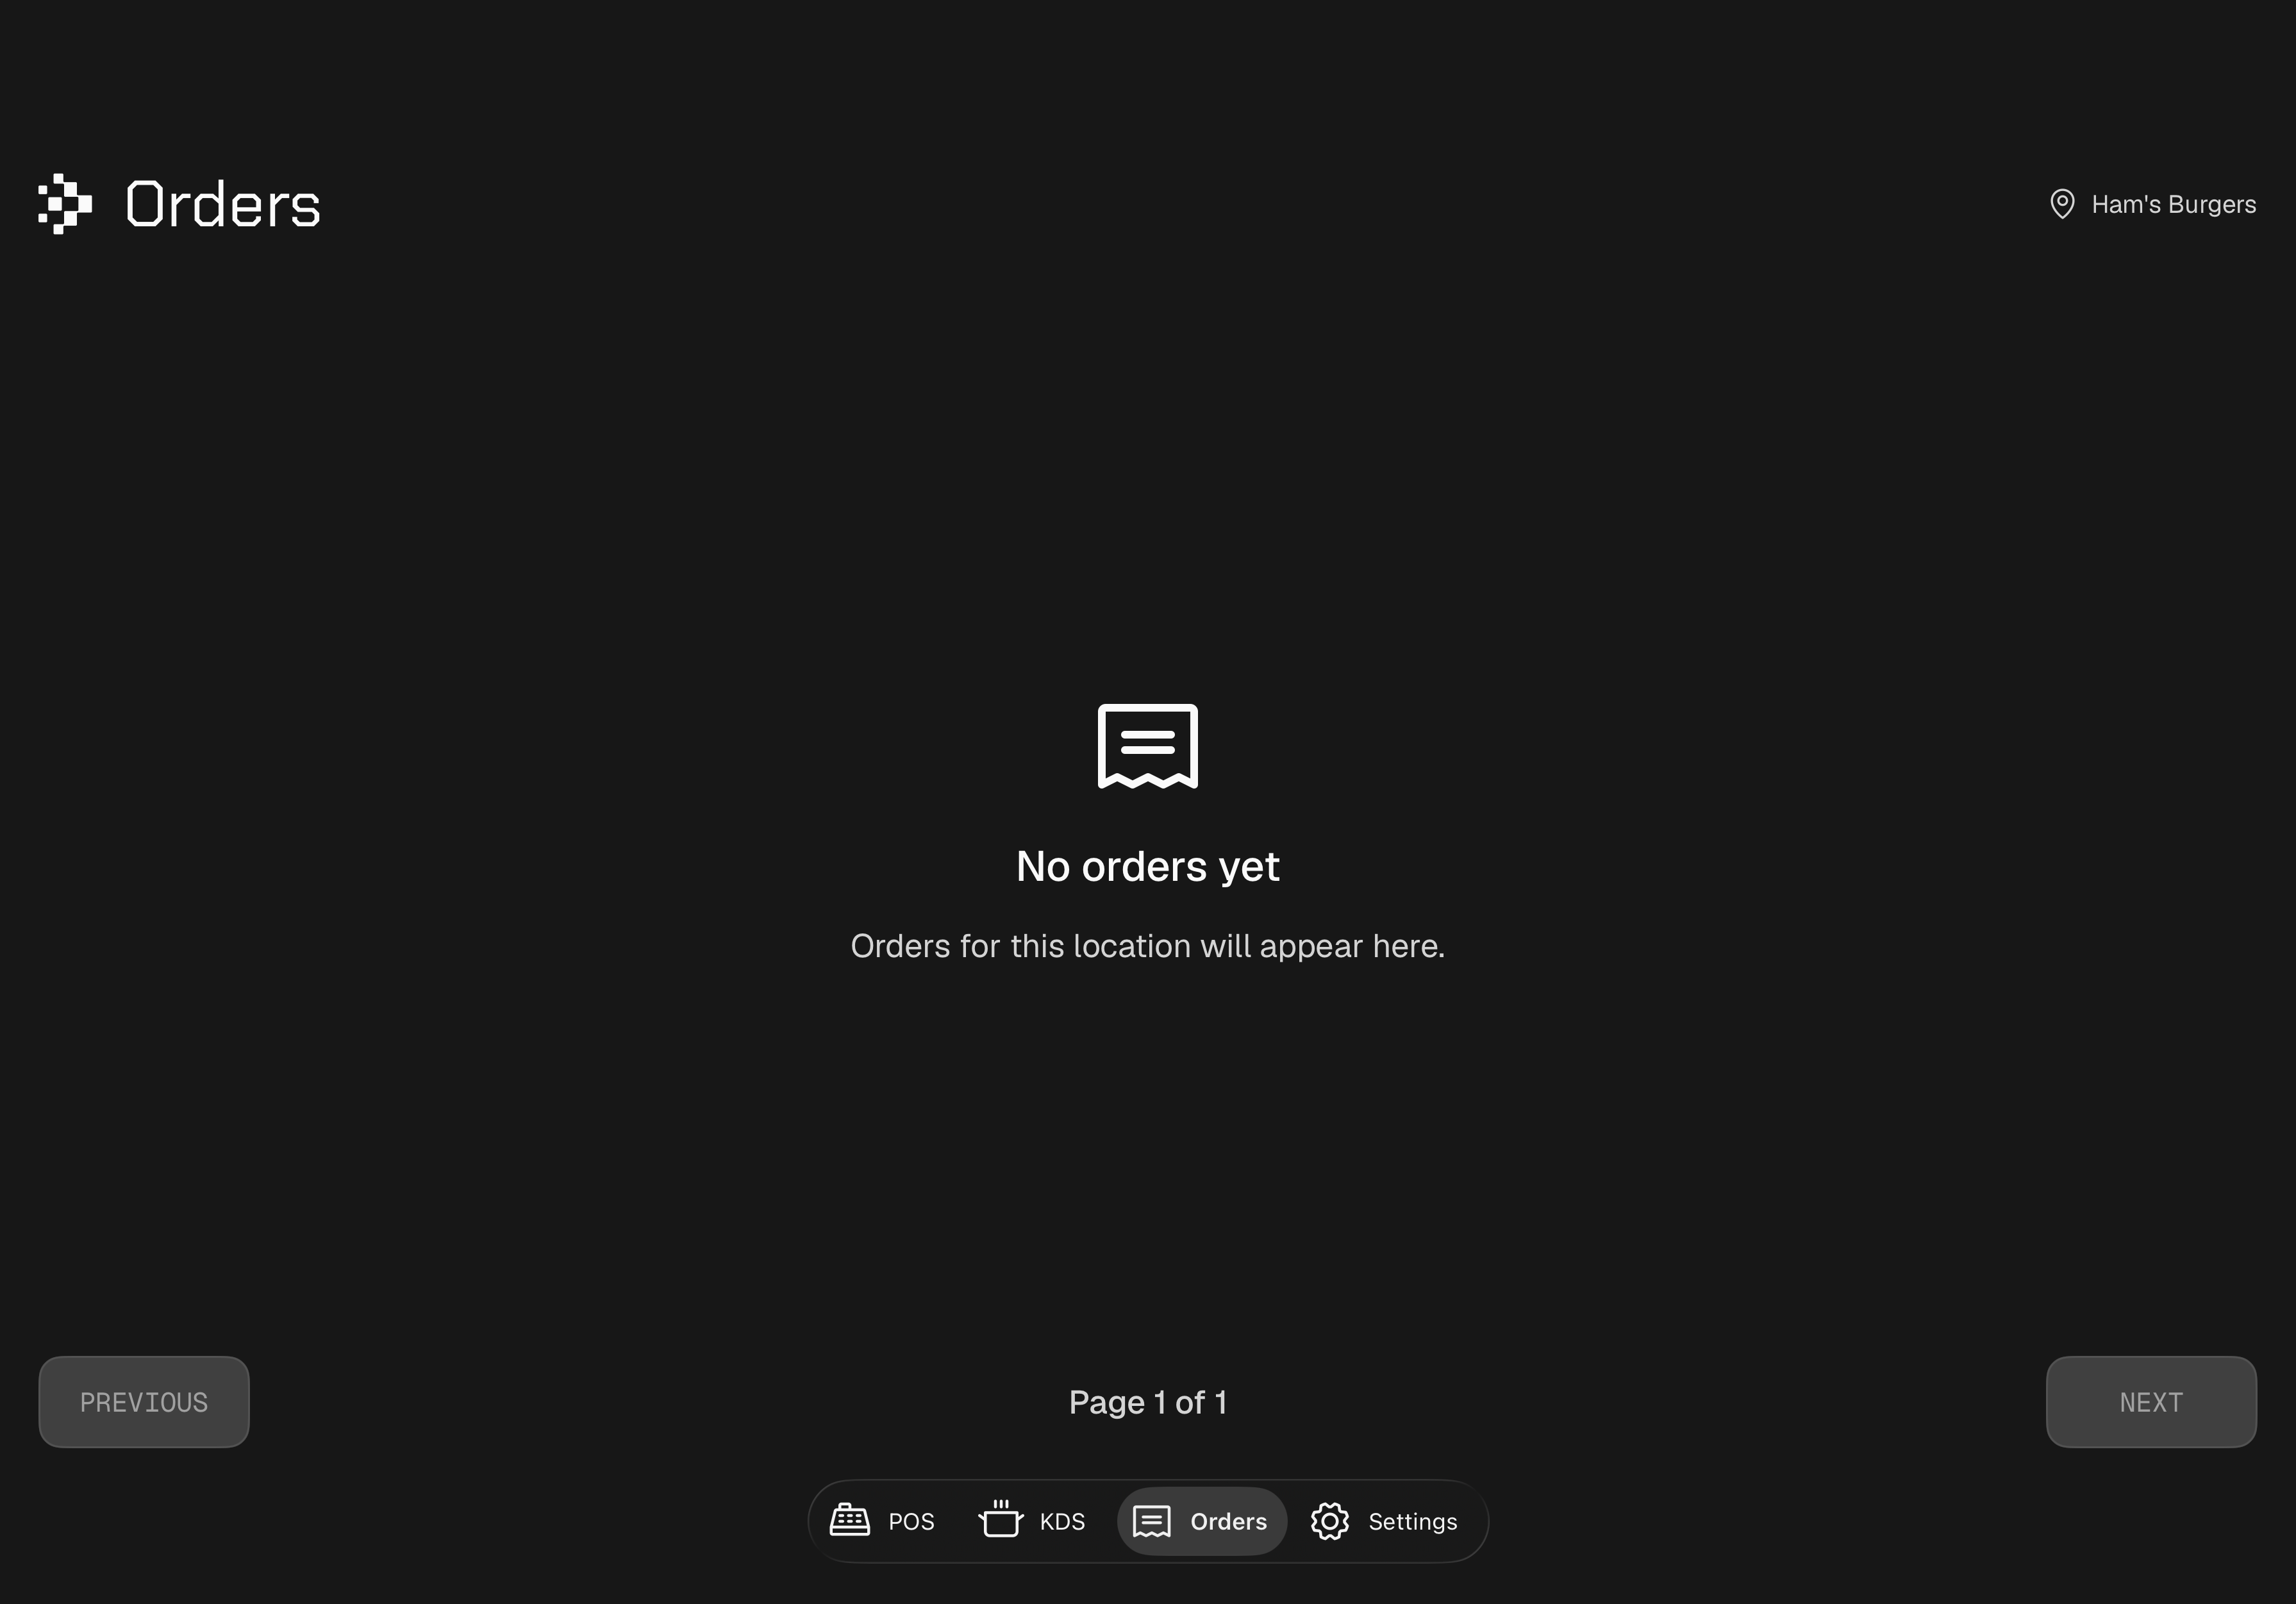 Orders
Ham's Burgers
No orders yet
Orders for this location will appear here.
PREVIOUS
Page 1 of 1
NEXT
POS
KDS
Orders
Settings